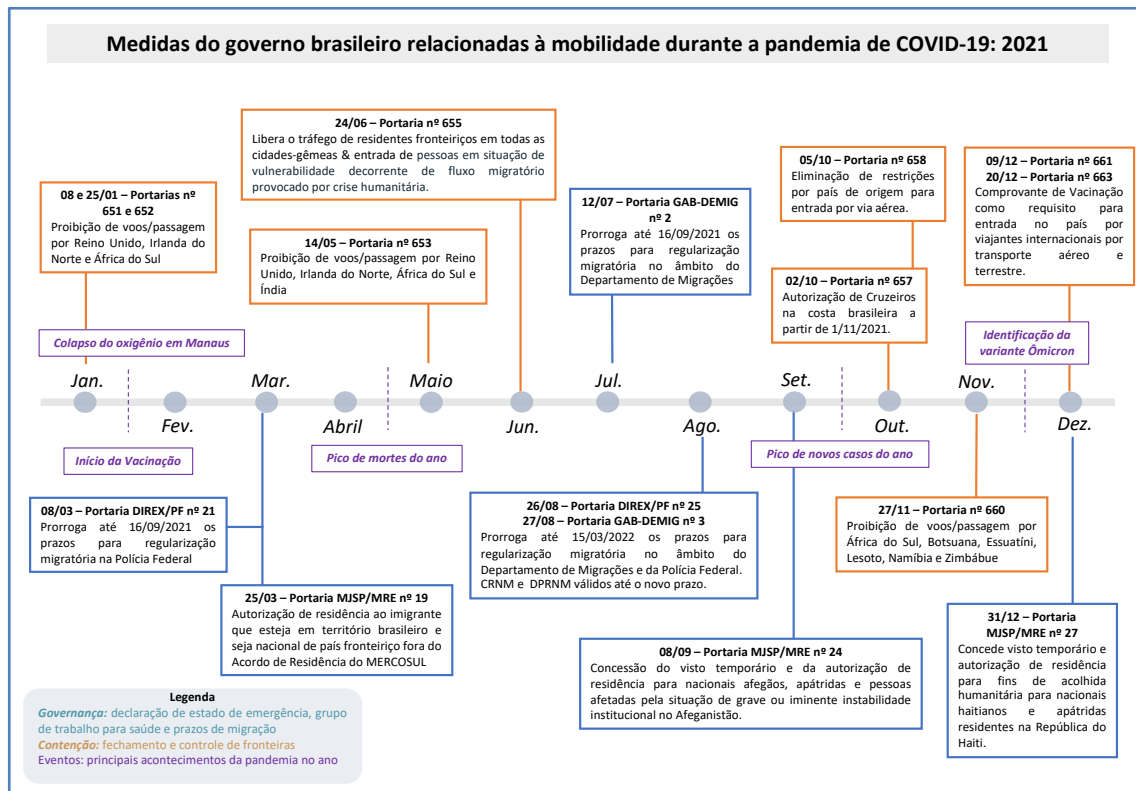 Medidas do governo brasileiro relacionadas à mobilidade durante a pandemia de COVID-19: 2021
24/06 – Portaria nº 655
Libera o tráfego de residentes fronteiriços em todas as
cidades-gêmeas & entrada de pessoas em situação de
vulnerabilidade decorrente de fluxo migratório
provocado por crise humanitária.
05/10 – Portaria nº 658
Eliminação de restrições
por país de origem para
entrada por via aérea.
09/12 – Portaria nº 661
20/12 – Portaria nº 663
Comprovante de Vacinação
como requisito para
entrada no país por
viajantes internacionais por
transporte aéreo e
terrestre.
08 e 25/01 – Portarias nº
651 e 652
Proibição de voos/passagem
por Reino Unido, Irlanda do
Norte e África do Sul
12/07 – Portaria GAB-DEMIG
nº 2
Prorroga até 16/09/2021 os
prazos para regularização
migratória no âmbito do
Departamento de Migrações
14/05 – Portaria nº 653
Proibição de voos/passagem por Reino
Unido, Irlanda do Norte, África do Sul e
Índia
02/10 – Portaria nº 657
Autorização de Cruzeiros
na costa brasileira a
partir de 1/11/2021.
Colapso do oxigênio em Manaus
Identificação da
variante Ômicron
Jan.
Mar.
Maio
Jul.
Set.
Nov.
Fev.
Abril
Jun.
Ago.
Out.
Dez.
Início da Vacinação
Pico de mortes do ano
Pico de novos casos do ano
08/03 – Portaria DIREX/PF nº 21
Prorroga até 16/09/2021 os
prazos para regularização
migratória na Polícia Federal
26/08 – Portaria DIREX/PF nº 25
27/08 – Portaria GAB-DEMIG nº 3
Prorroga até 15/03/2022 os prazos para
regularização migratória no âmbito do
Departamento de Migrações e da Polícia Federal.
CRNM e DPRNM válidos até o novo prazo.
27/11 – Portaria nº 660
Proibição de voos/passagem por
África do Sul, Botsuana, Essuatíni,
Lesoto, Namíbia e Zimbábue
25/03 – Portaria MJSP/MRE nº 19
Autorização de residência ao imigrante
que esteja em território brasileiro e
seja nacional de país fronteiriço fora do
Acordo de Residência do MERCOSUL
08/09 – Portaria MJSP/MRE nº 24
Concessão do visto temporário e da autorização de
residência para nacionais afegãos, apátridas e pessoas
afetadas pela situação de grave ou iminente instabilidade
institucional no Afeganistão.
31/12 – Portaria
MJSP/MRE nº 27
Concede visto temporário e
autorização de residência
para fins de acolhida
humanitária para nacionais
haitianos e apátridas
residentes na República do
Haiti.
Legenda
Governança: declaração de estado de emergência, grupo
de trabalho para saúde e prazos de migração
Contenção: fechamento e controle de fronteiras
Eventos: principais acontecimentos da pandemia no ano